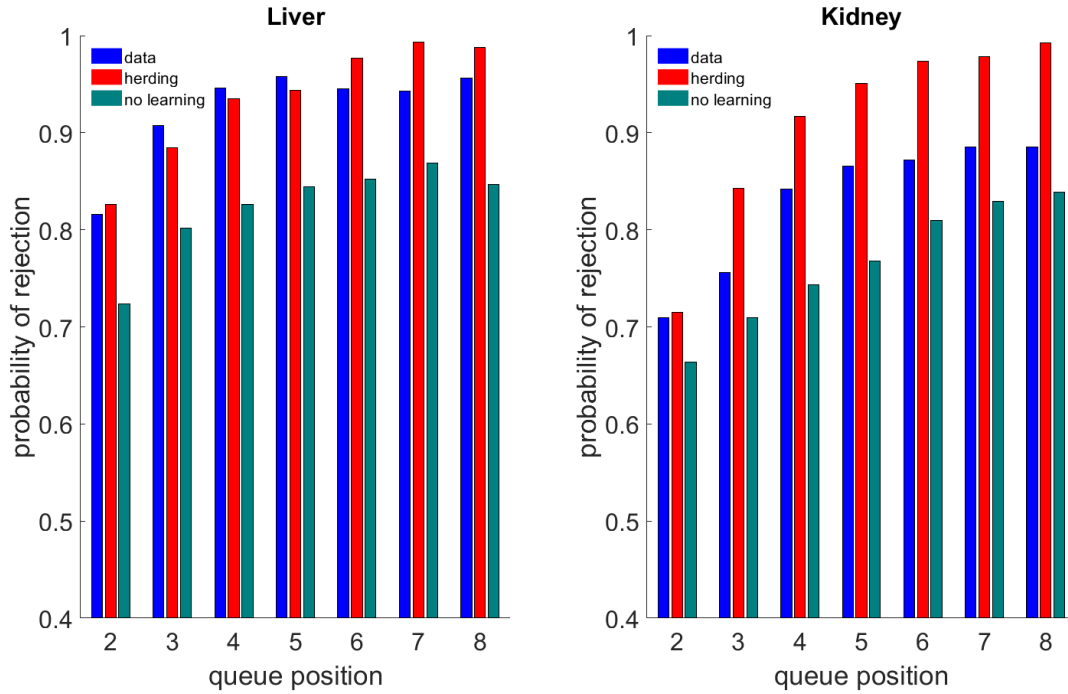 Liver
1
0.9
0.8
0.7
0.6
0.5
0.4
probability of rejection
data
herding
no learning
2 3 4 5 6 7 8
queue position
Kidney
1
0.9
0.8
0.7
0.6
0.5
0.4
probability of rejection
data
herding
no learning
2 3 4 5 6 7 8
queue position